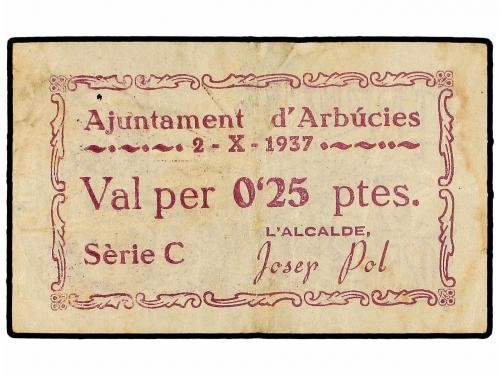 Ajuntament d'Arbúcies
2 - X - 1937
Val per 0'25 ptes.
L'ALCALDE,
Sèrie C
Josep Pol